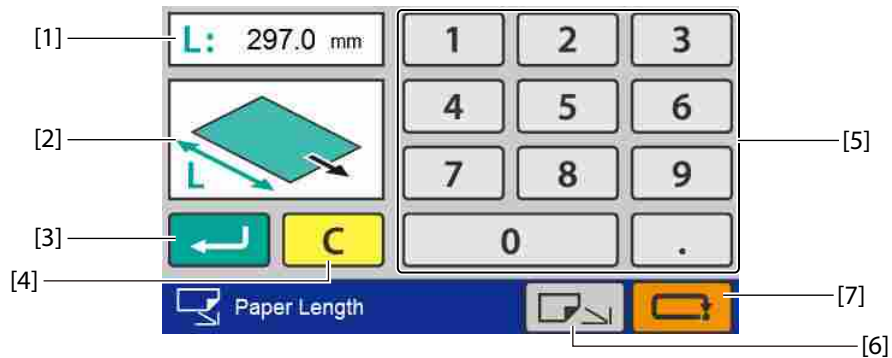 [1] L: 297.0 mm 1 2 3
[2] L 4 5 6 [5]
7 8 9
[3] C 0 .
[4]
Paper Length [7]
[6]